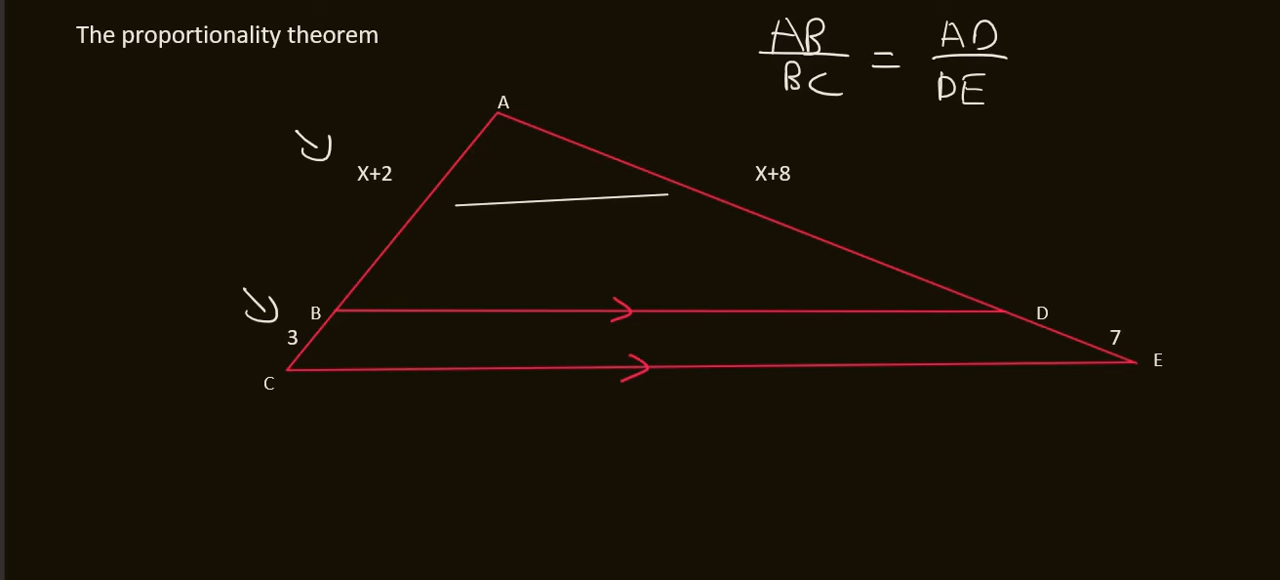 The proportionality theorem
AB/BC = AD/DE
A
X+2
X+8
B
D
3
7
C
E